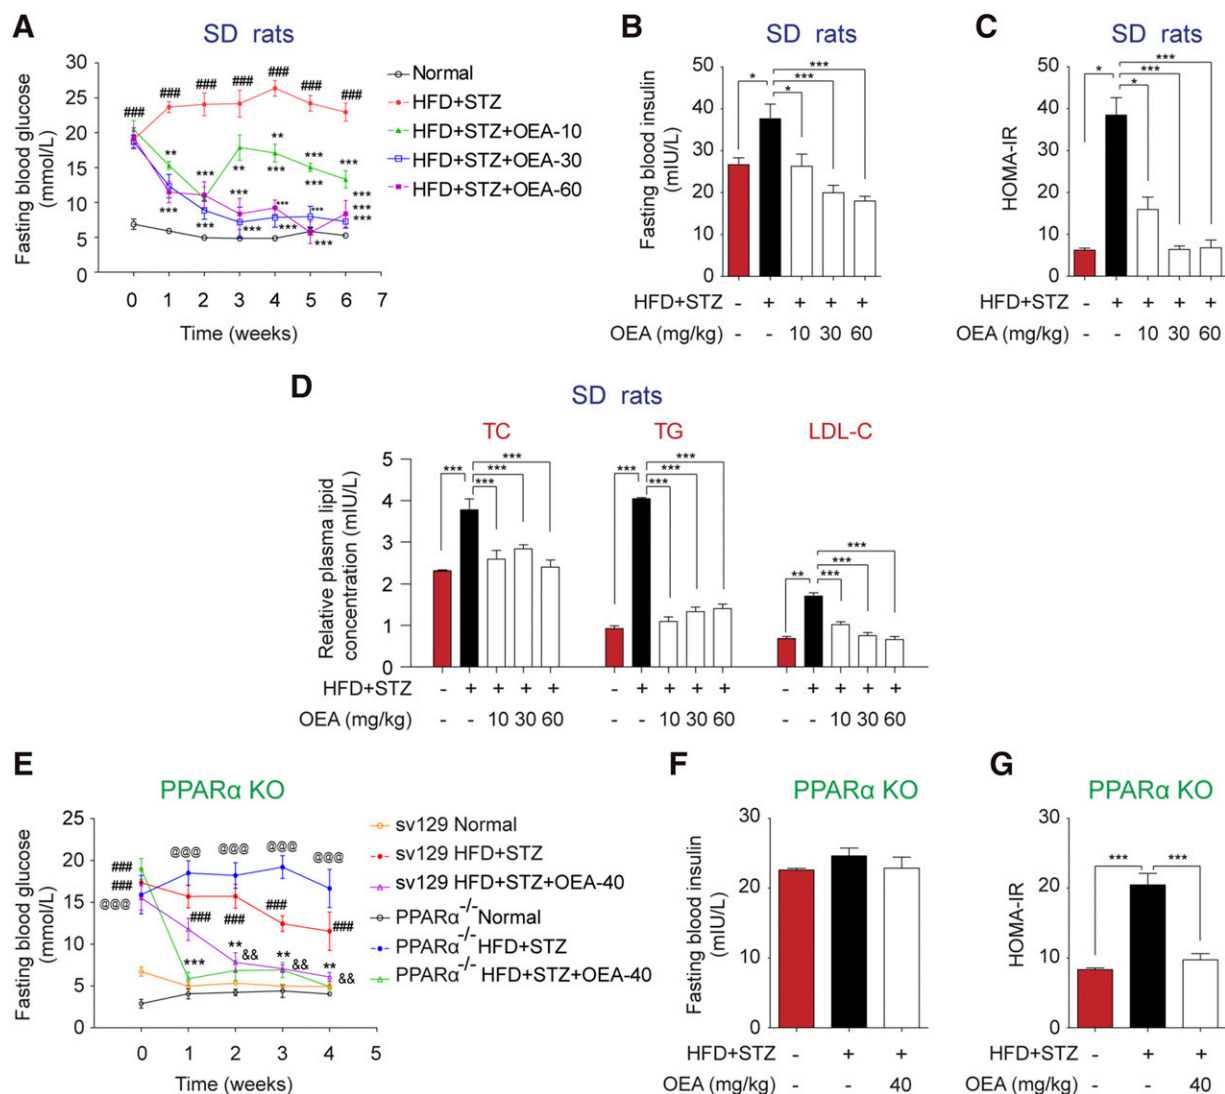 A
SD rats
Fasting blood glucose
(mmol/L)
30
25
20
15
10
5
0
0 1 2 3 4 5 6 7
Time (weeks)
### ### ### ### ### ### ###
** *** ** ** *** ***
*** *** *** *** *** ***
*** *** *** *** ***
Normal
HFD+STZ
HFD+STZ+OEA-10
HFD+STZ+OEA-30
HFD+STZ+OEA-60
B
SD rats
Fasting blood insulin
(mIU/L)
50
40
30
20
10
0
* * *** ***
HFD+STZ - + + + +
OEA (mg/kg) - - 10 30 60
C
SD rats
HOMA-IR
50
40
30
20
10
0
* * *** ***
HFD+STZ - + + + +
OEA (mg/kg) - - 10 30 60
D
SD rats
TC TG LDL-C
Relative plasma lipid
concentration (mIU/L)
5
4
3
2
1
0
*** *** *** ***
*** *** *** ***
** *** *** ***
HFD+STZ - + + + + - + + + + - + + + +
OEA (mg/kg) - - 10 30 60 - - 10 30 60 - - 10 30 60
E
PPARα KO
Fasting blood glucose
(mmol/L)
25
20
15
10
5
0
0 1 2 3 4 5
Time (weeks)
###
###
@@@
@@@ @@@ @@@ @@@
### ### ### ###
*** ** ** **
&& && &&
sv129 Normal
sv129 HFD+STZ
sv129 HFD+STZ+OEA-40
PPARα-/- Normal
PPARα-/- HFD+STZ
PPARα-/- HFD+STZ+OEA-40
F
PPARα KO
Fasting blood insulin
(mIU/L)
30
20
10
0
HFD+STZ - + +
OEA (mg/kg) - - 40
G
PPARα KO
HOMA-IR
30
20
10
0
*** ***
HFD+STZ - + +
OEA (mg/kg) - - 40